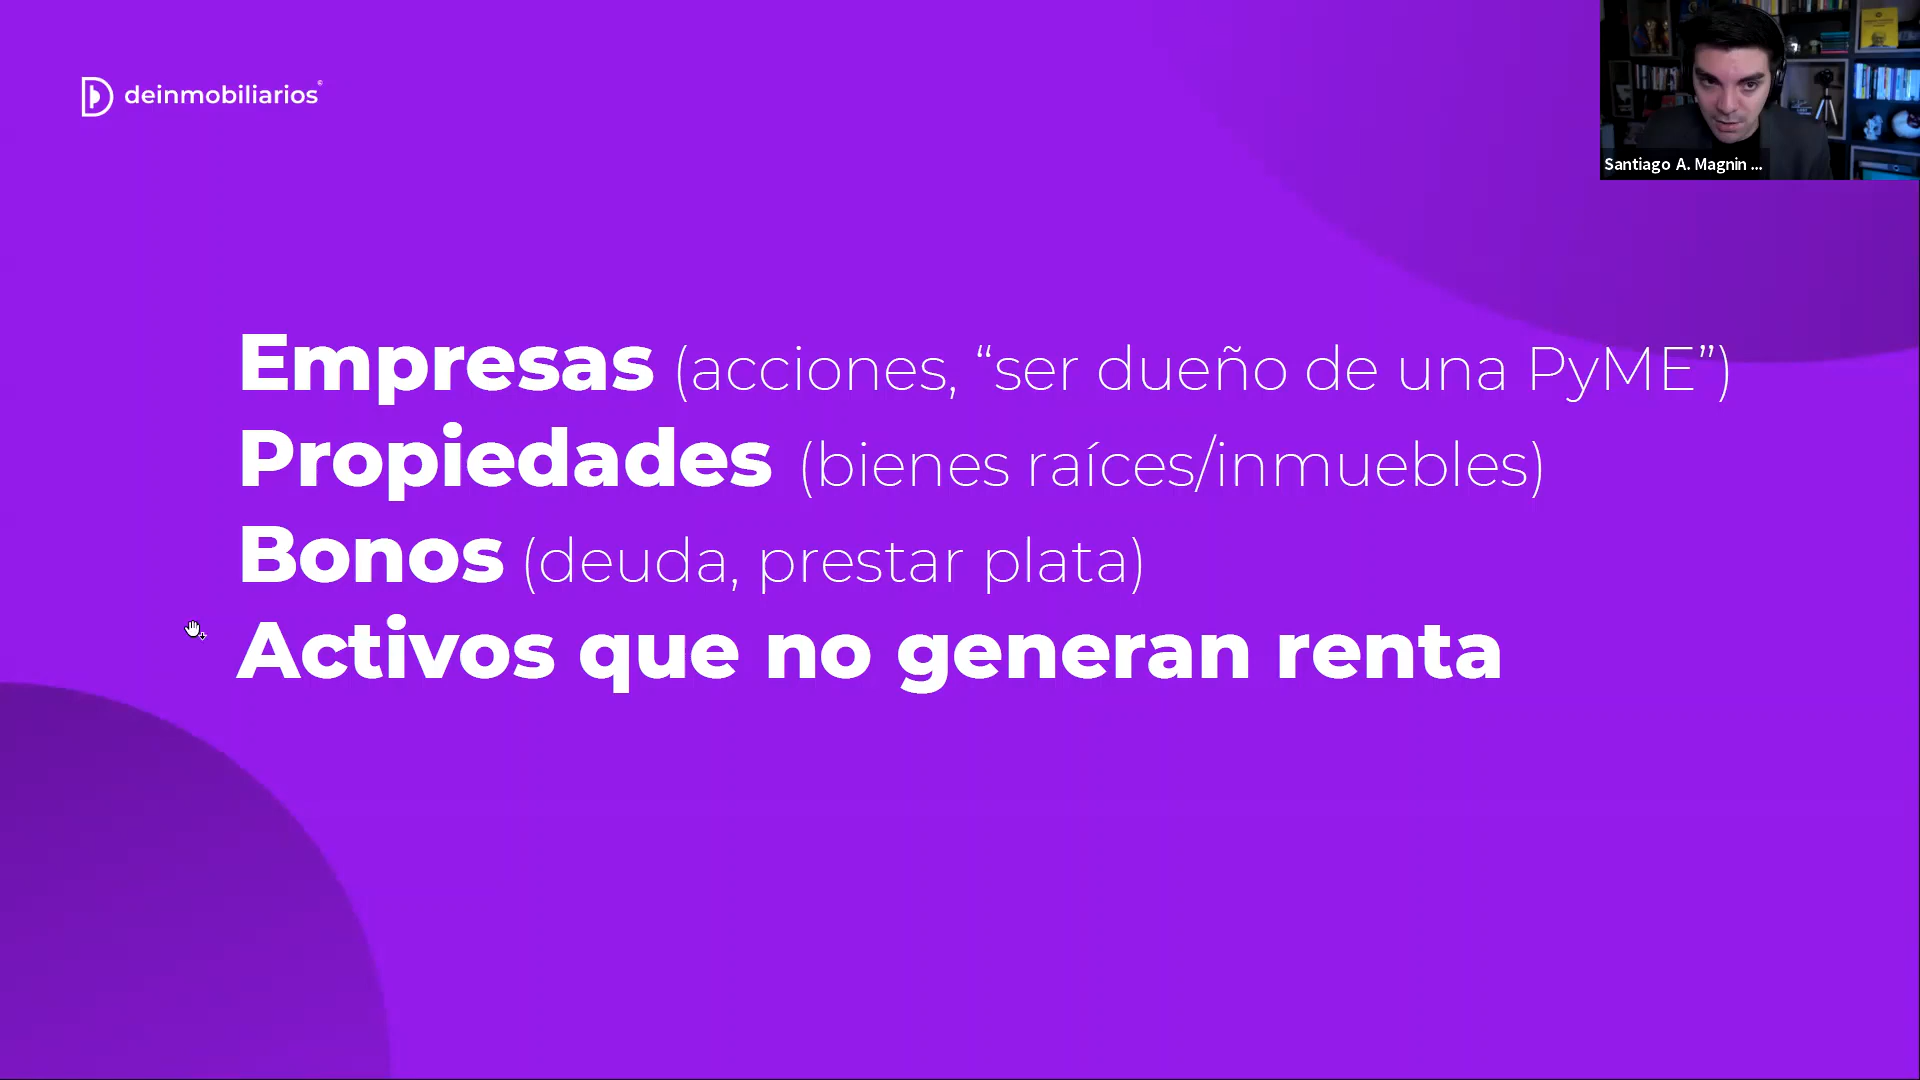 deinmobiliarios©
Santiago A. Magnin ...
Empresas (acciones, “ser dueño de una PyME”)
Propiedades (bienes raíces/inmuebles)
Bonos (deuda, prestar plata)
Activos que no generan renta